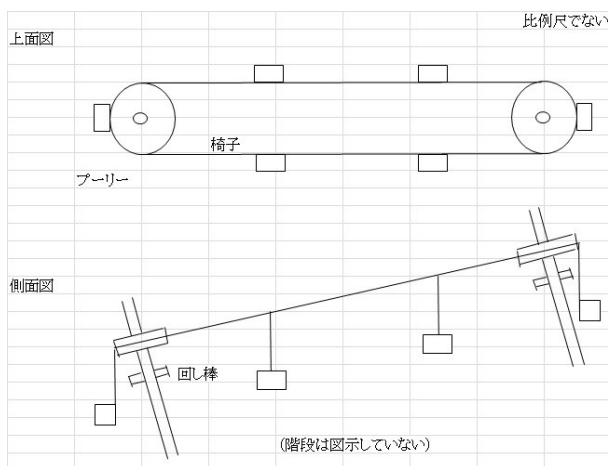 比例尺でない
上面図
椅子
プーリー
側面図
回し棒
(階段は図示していない)